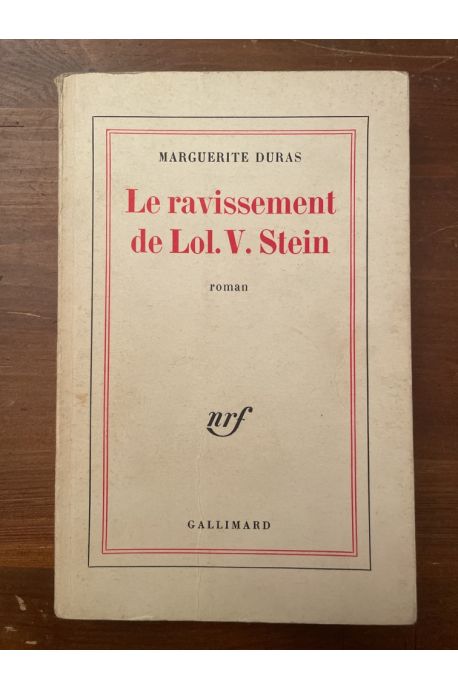 MARGUERITE DURAS
Le ravissement
de Lol. V. Stein
roman
nrf
GALLIMARD